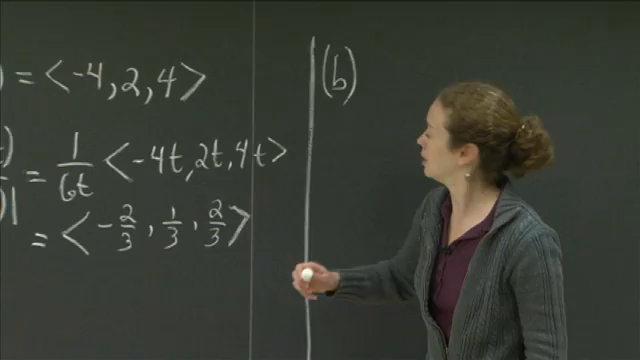 ) = <-4, 2, 4>
t)
)| = 1/6t <-4t, 2t, 4t>
= <-2/3, 1/3, 2/3>
(b)